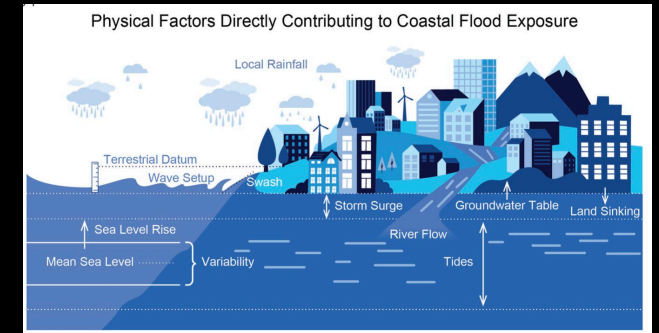 Physical Factors Directly Contributing to Coastal Flood Exposure
Local Rainfall
Terrestrial Datum
Wave Setup
Swash
Storm Surge
Groundwater Table
Land Sinking
Sea Level Rise
River Flow
Mean Sea Level
Variability
Tides